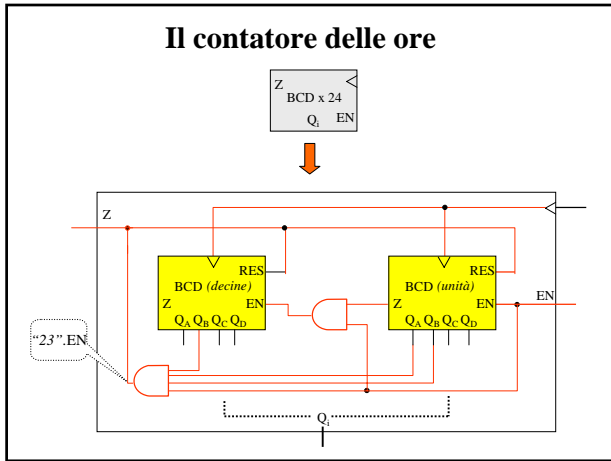 Il contatore delle ore
Z
BCD x 24
Qi EN
Z
RES RES
BCD (decine) BCD (unità)
Z EN Z EN EN
QA QB QC QD QA QB QC QD
“23”.EN
Qi